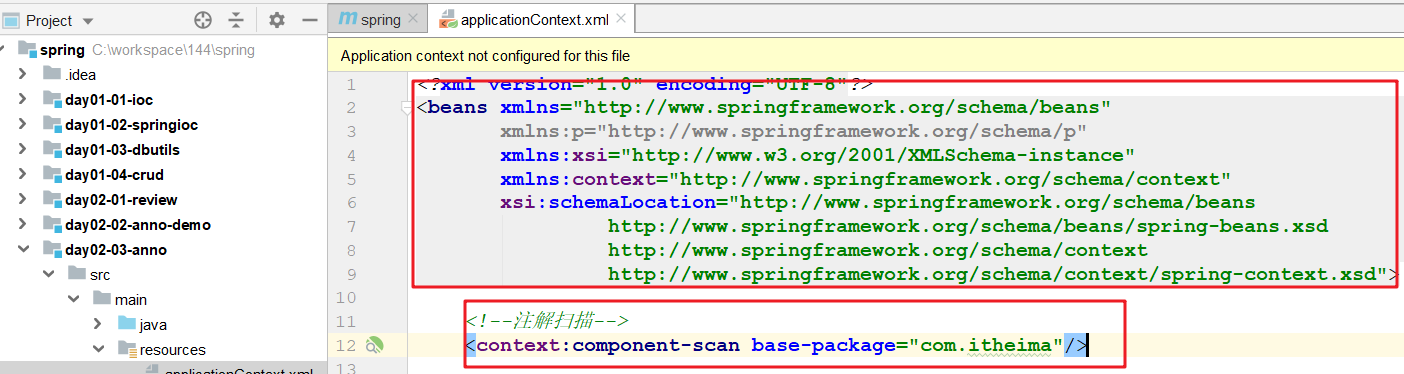 Project
spring C:\workspace\144\spring
.idea
day01-01-ioc
day01-02-springioc
day01-03-dbutils
day01-04-crud
day02-01-review
day02-02-anno-demo
day02-03-anno
src
main
java
resources
applicationContext.xml
m spring
applicationContext.xml
Application context not configured for this file
1 <?xml version="1.0" encoding="UTF-8"?>
2 <beans xmlns="http://www.springframework.org/schema/beans"
3 xmlns:p="http://www.springframework.org/schema/p"
4 xmlns:xsi="http://www.w3.org/2001/XMLSchema-instance"
5 xmlns:context="http://www.springframework.org/schema/context"
6 xsi:schemaLocation="http://www.springframework.org/schema/beans
7 http://www.springframework.org/schema/beans/spring-beans.xsd
8 http://www.springframework.org/schema/context
9 http://www.springframework.org/schema/context/spring-context.xsd">
10
11 <!--注解扫描-->
12 <context:component-scan base-package="com.itheima"/>
13